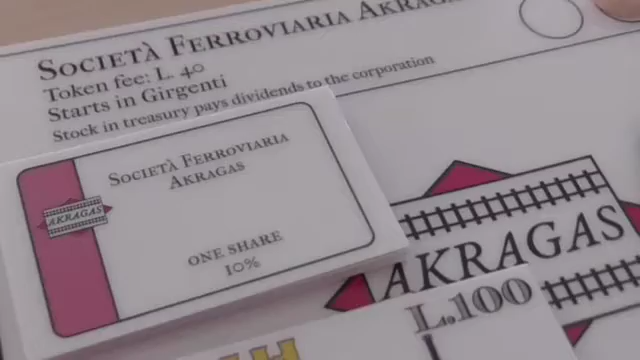 SOCIETÀ FERROVIARIA AKRAGAS
Token fee: L. 40
Starts in Girgenti
Stock in treasury pays dividends to the corporation
SOCIETÀ FERROVIARIA
AKRAGAS
AKRAGAS
ONE SHARE
10%
AKRAGAS
L.100